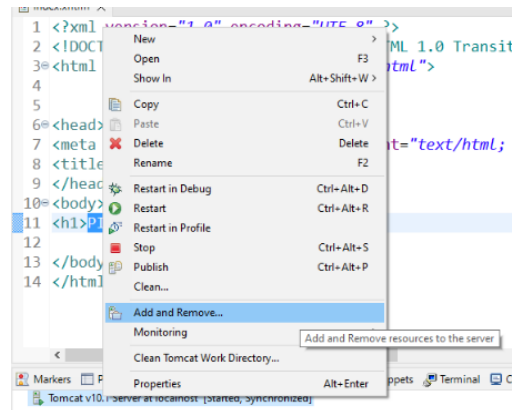 index.xhtml
1 <?xml version="1.0" encoding="UTF-8" ?>
2 <!DOCT ML 1.0 Transit
3 <html html">
4
5
6 <head>
7 <meta nt="text/html;
8 <title
9 </head
10 <body>
11 <h1>
12
13 </body
14 </html
New
Open F3
Show In Alt+Shift+W >
Copy Ctrl+C
Paste Ctrl+V
Delete Delete
Rename F2
Restart in Debug Ctrl+Alt+D
Restart Ctrl+Alt+R
Restart in Profile
Stop Ctrl+Alt+S
Publish Ctrl+Alt+P
Clean...
Add and Remove...
Monitoring
Add and Remove resources to the server
Clean Tomcat Work Directory...
Properties Alt+Enter
Markers P ppets Terminal C
Tomcat v10.1 Server at localhost [Started, Synchronized]